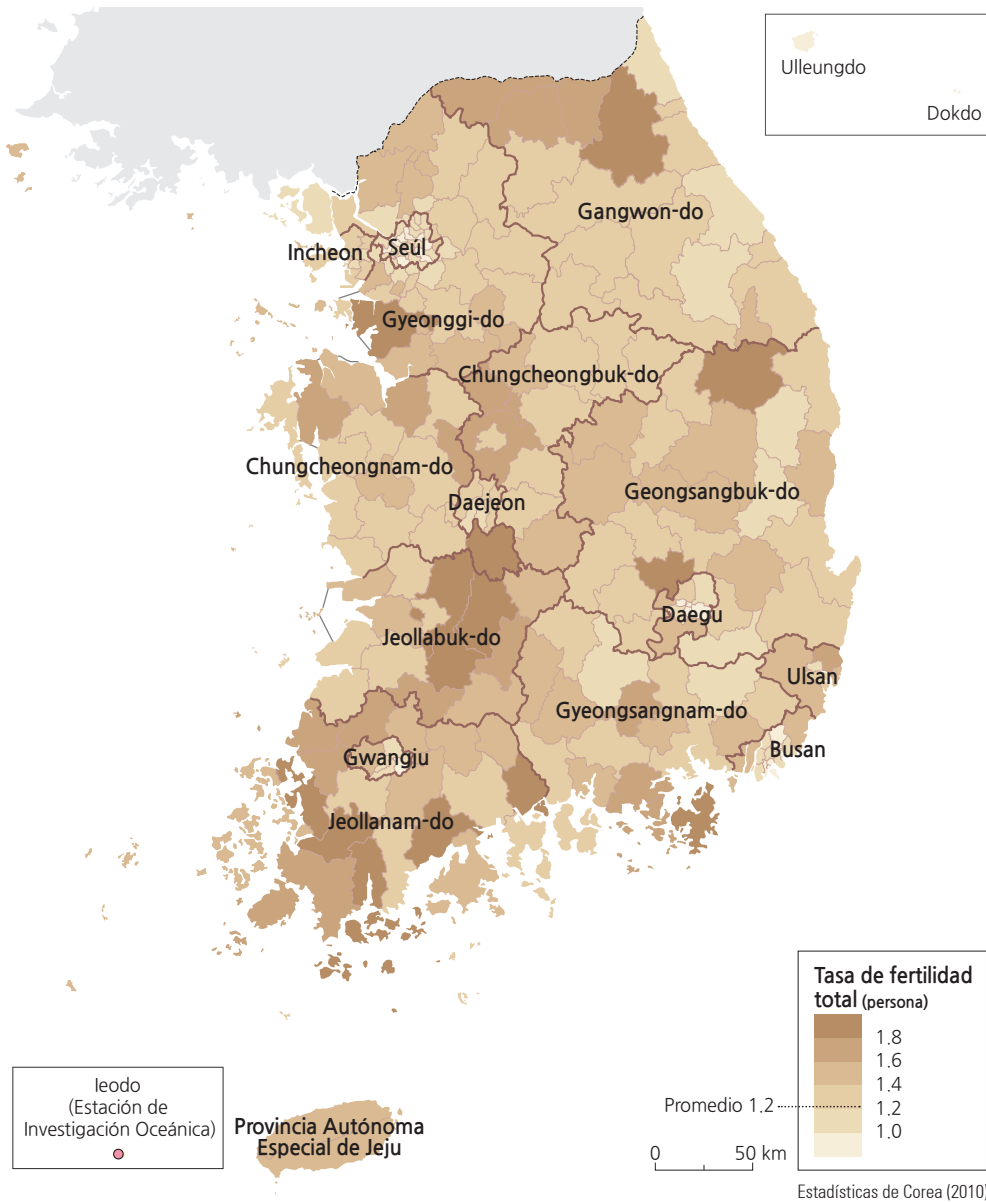 Ulleungdo
Dokdo
Gangwon-do
Incheon
Seúl
Gyeonggi-do
Chungcheongbuk-do
Chungcheongnam-do
Geongsangbuk-do
Daejeon
Daegu
Jeollabuk-do
Ulsan
Gyeongsangnam-do
Busan
Gwangju
Jeollanam-do
Tasa de fertilidad
total (persona)
1.8
1.6
1.4
1.2
1.0
Promedio 1.2
Ieodo
(Estación de
Investigación Oceánica)
Provincia Autónoma
Especial de Jeju
0 50 km
Estadísticas de Corea (2010)